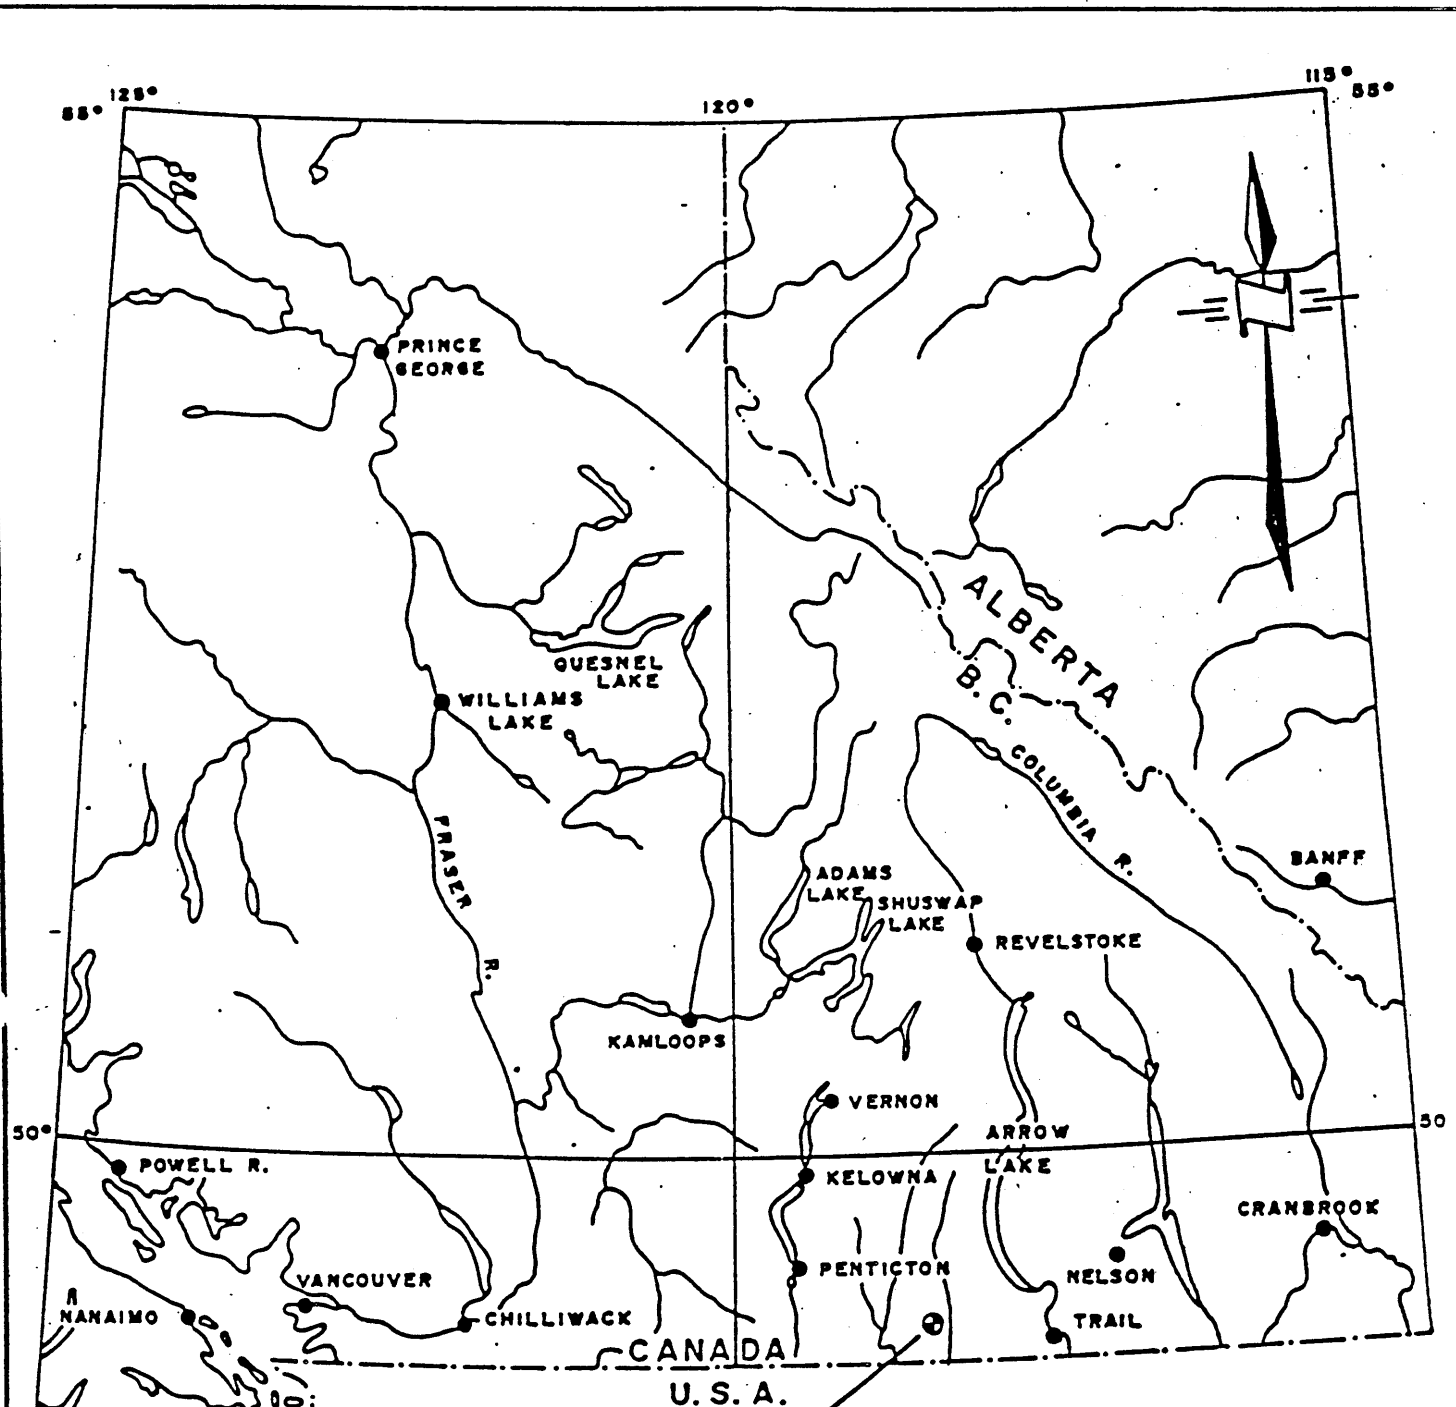 125°
120°
115°
55°
55°
PRINCE
GEORGE
ALBERTA
B.C.
QUESNEL
LAKE
WILLIAMS
LAKE
COLUMBIA R.
FRASER R.
BANFF
ADAMS
LAKE
SHUSWAP
LAKE
REVELSTOKE
KAMLOOPS
VERNON
50°
50
ARROW
LAKE
POWELL R.
KELOWNA
CRANBROOK
PENTICTON
NELSON
VANCOUVER
NANAIMO
CHILLIWACK
TRAIL
CANADA
U.S.A.